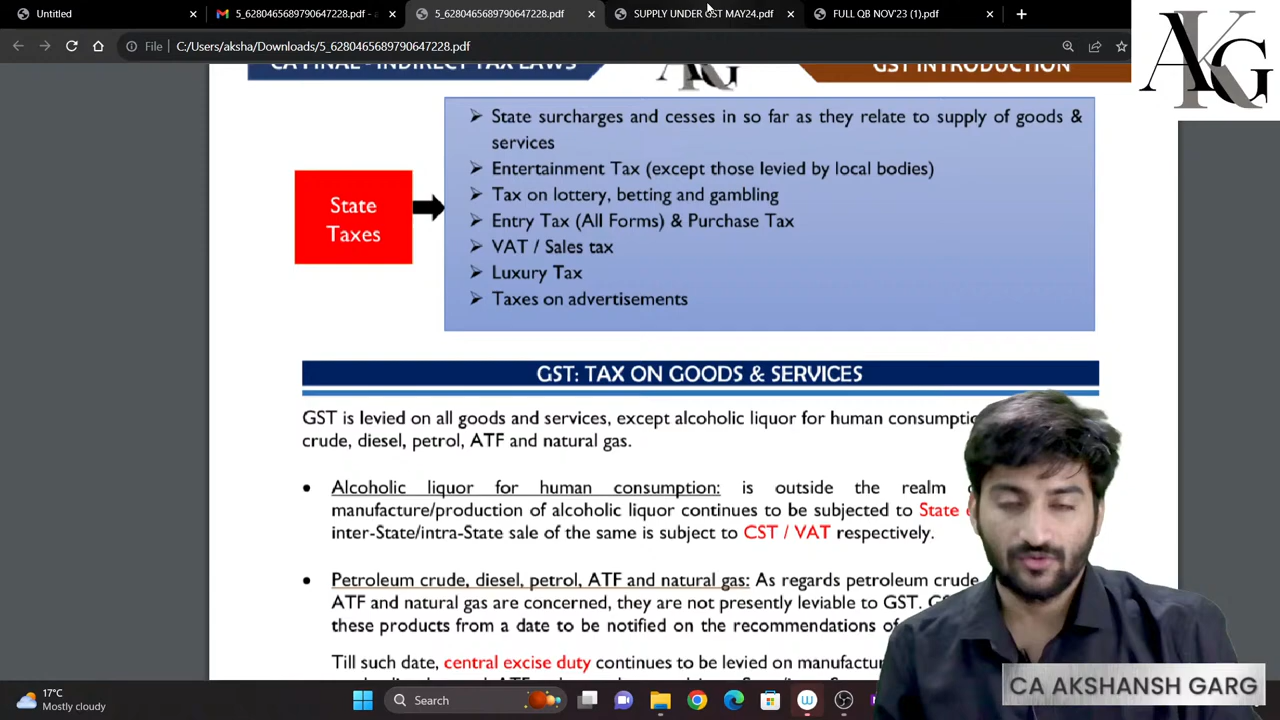 Untitled
5_6280465689790647228.pdf - a
5_6280465689790647228.pdf
SUPPLY UNDER GST MAY24.pdf
FULL QB NOV'23 (1).pdf
File
C:/Users/aksha/Downloads/5_6280465689790647228.pdf
AKG
CA FINAL - INDIRECT TAX LAWS
AKG
GST INTRODUCTION
State surcharges and cesses in so far as they relate to supply of goods &
services
Entertainment Tax (except those levied by local bodies)
Tax on lottery, betting and gambling
Entry Tax (All Forms) & Purchase Tax
VAT / Sales tax
Luxury Tax
Taxes on advertisements
State
Taxes
GST: TAX ON GOODS & SERVICES
GST is levied on all goods and services, except alcoholic liquor for human
crude, diesel, petrol, ATF and natural gas.
• Alcoholic liquor for human consumption: is outside the realm
manufacture/production of alcoholic liquor continues to be subjected to State
inter-State/intra-State sale of the same is subject to CST / VAT respectively.
• Petroleum crude, diesel, petrol, ATF and natural gas: As regards petroleum crude
ATF and natural gas are concerned, they are not presently leviable to GST.
these products from a date to be notified on the recommendations of
Till such date, central excise duty continues to be levied on
CA AKSHANSH GARG
17°C
Mostly cloudy
Search